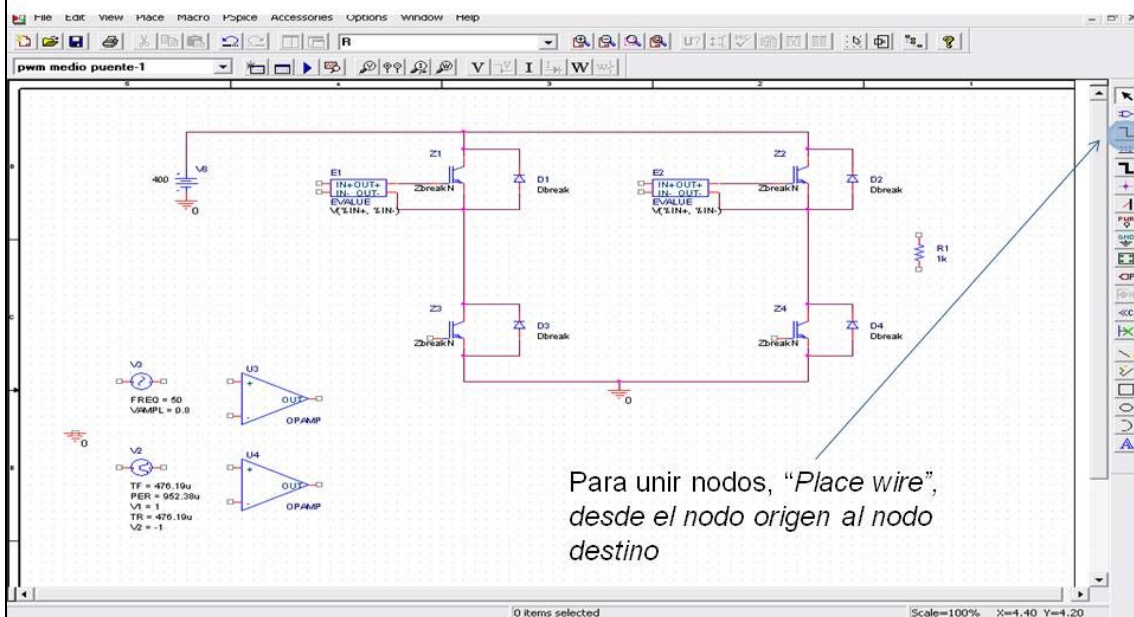 File Edit View Place Macro PSpice Accessories Options Window Help
R
pwm medio puente-1
V I W
5 4 3 2 1
V8
400
0
E1
IN+ OUT+
IN- OUT-
EVALUE
V(%IN+, %IN-)
Z1
ZbreakN
D1
Dbreak
E2
IN+ OUT+
IN- OUT-
EVALUE
V(%IN+, %IN-)
Z2
ZbreakN
D2
Dbreak
R1
1k
Z3
ZbreakN
D3
Dbreak
Z4
ZbreakN
D4
Dbreak
0
V3
FREQ = 50
VAMPL = 0.8
U3
+
-
OUT
OPAMP
0
V2
TF = 476.19u
PER = 952.38u
V1 = 1
TR = 476.19u
V2 = -1
U4
+
-
OUT
OPAMP
Para unir nodos, “Place wire”,
desde el nodo origen al nodo
destino
0 items selected
Scale=100% X=4.40 Y=4.20